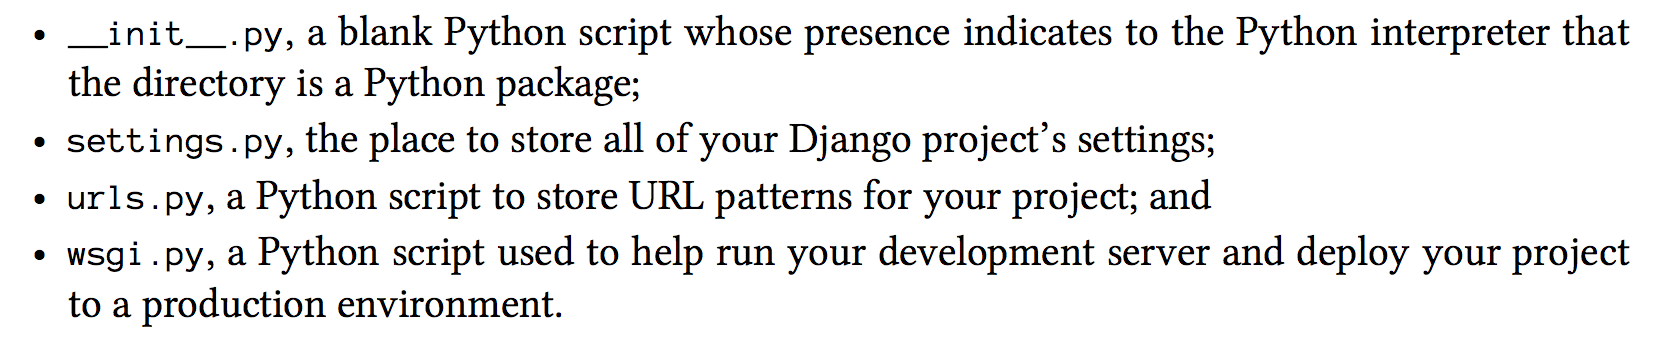 • __init__.py, a blank Python script whose presence indicates to the Python interpreter that
the directory is a Python package;
• settings.py, the place to store all of your Django project’s settings;
• urls.py, a Python script to store URL patterns for your project; and
• wsgi.py, a Python script used to help run your development server and deploy your project
to a production environment.